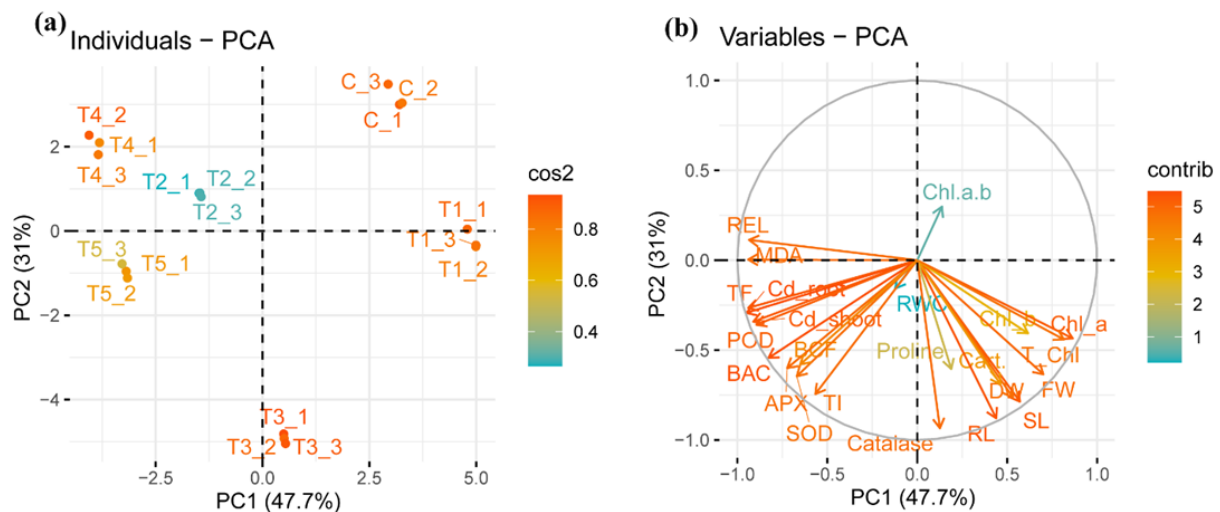 (a)
Individuals − PCA
C_3
C_2
C_1
T4_2
T4_1
T4_3
T2_1
T2_2
T2_3
T1_1
T1_3
T1_2
T5_3
T5_1
T5_2
T3_1
T3_2
T3_3
2
0
−2
−4
PC2 (31%)
−2.5
0.0
2.5
5.0
PC1 (47.7%)
cos2
0.8
0.6
0.4
(b)
Variables − PCA
1.0
0.5
0.0
−0.5
−1.0
PC2 (31%)
Chl.a.b
REL
MDA
TF
Cd_root
RWC
Cd_shoot
Chl_b
Chl_a
POD
BCF
Proline
Cart.
T_Chl
BAC
APX
TI
DW
FW
SL
SOD
Catalase
RL
−1.0
−0.5
0.0
0.5
1.0
PC1 (47.7%)
contrib
5
4
3
2
1